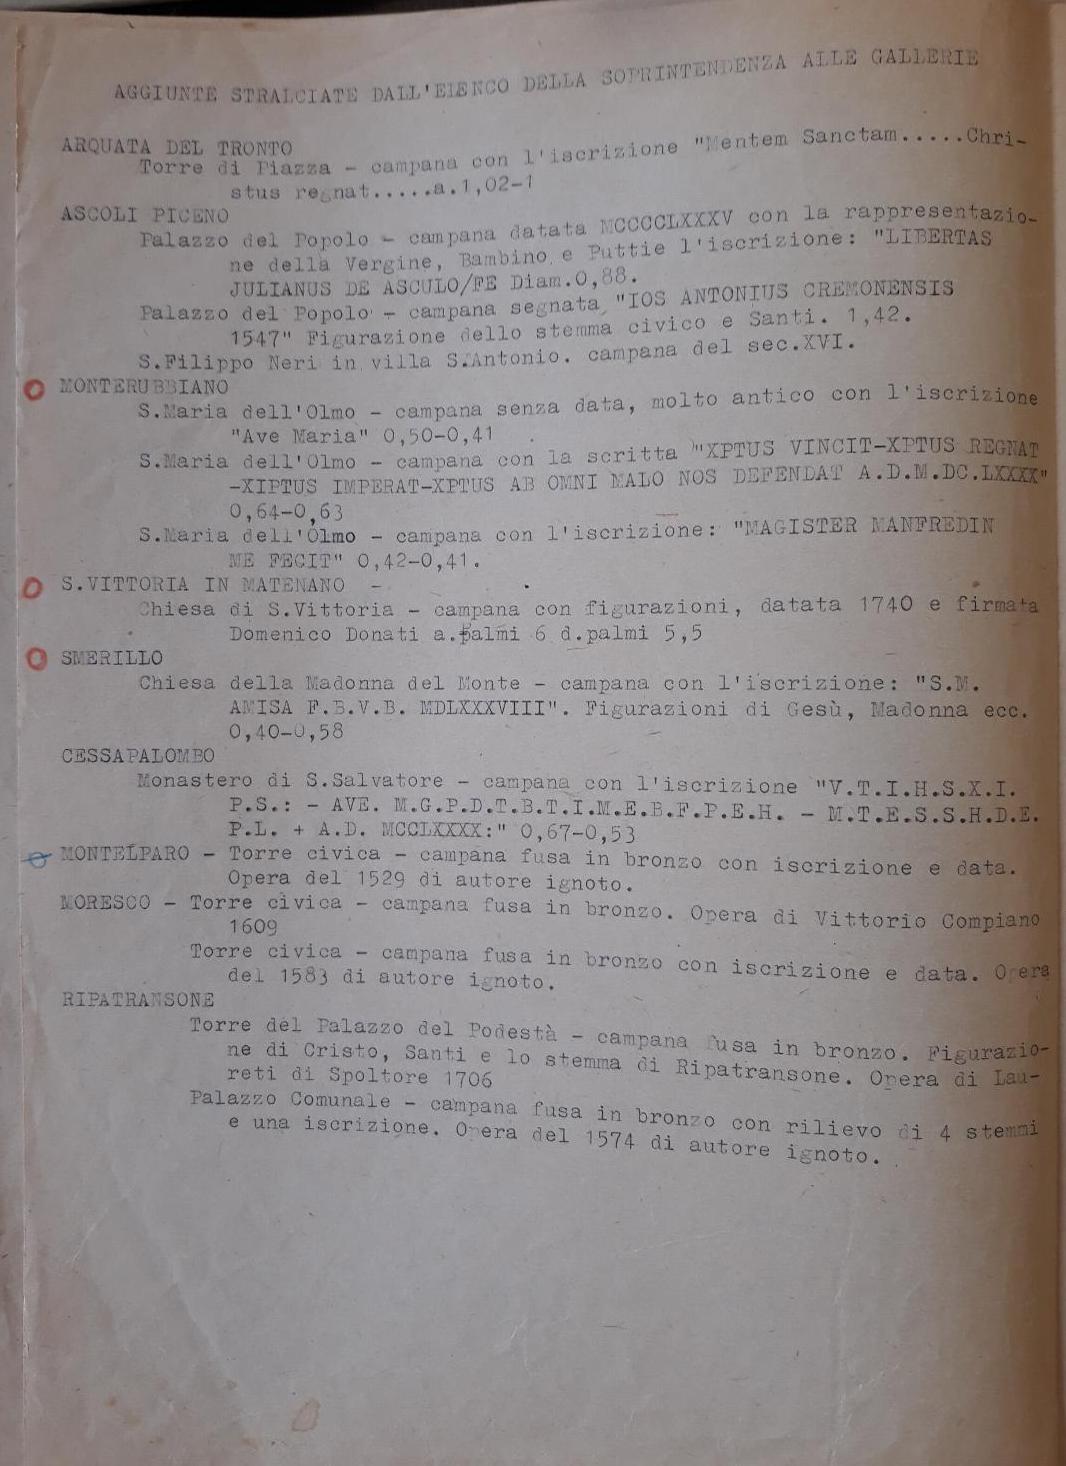 AGGIUNTE STRALCIATE DALL'ELENCO DELLA SOPRINTENDENZA ALLE GALLERIE
ARQUATA DEL TRONTO
Torre di Piazza - campana con l'iscrizione "Mentem Sanctam.....Chri-
stus regnat.....a.1,02-1
ASCOLI PICENO
Palazzo del Popolo - campana datata MCCCCLXXXV con la rappresentazio-
ne della Vergine, Bambino e Puttie l'iscrizione: "LIBERTAS
JULIANUS DE ASCULO/FE Diam.0,88.
Palazzo del Popolo - campana segnata "IOS ANTONIUS CREMONENSIS
1547" Figurazione dello stemma civico e Santi. 1,42.
S.Filippo Neri in villa S.Antonio. campana del sec.XVI.
MONTERUBBIANO
S.Maria dell'Olmo - campana senza data, molto antico con l'iscrizione
"Ave Maria" 0,50-0,41
S.Maria dell'Olmo - campana con la scritta "XPTUS VINCIT-XPTUS REGNAT
-XIPTUS IMPERAT-XPTUS AB OMNI MALO NOS DEFENDAT A.D.M.DC.LXXXX"
0,64-0,63
S.Maria dell'Olmo - campana con l'iscrizione: "MAGISTER MANFREDIN
ME FECIT" 0,42-0,41.
S.VITTORIA IN MATENANO -
Chiesa di S.Vittoria - campana con figurazioni, datata 1740 e firmata
Domenico Donati a.palmi 6 d.palmi 5,5
SMERILLO
Chiesa della Madonna del Monte - campana con l'iscrizione: "S.M.
AMISA F.B.V.B. MDLXXXVIII". Figurazioni di Gesù, Madonna ecc.
0,40-0,58
CESSAPALOMBO
Monastero di S.Salvatore - campana con l'iscrizione "V.T.I.H.S.X.I.
P.S.: - AVE. M.G.P.D.T.B.T.I.M.E.B.F.P.E.H. - M.T.E.S.S.H.D.E.
P.L. + A.D. MCCLXXXX:" 0,67-0,53
MONTELPARO - Torre civica - campana fusa in bronzo con iscrizione e data.
Opera del 1529 di autore ignoto.
MORESCO - Torre civica - campana fusa in bronzo. Opera di Vittorio Compiano
1609
Torre civica - campana fusa in bronzo con iscrizione e data. Opera
del 1583 di autore ignoto.
RIPATRANSONE
Torre del Palazzo del Podestà - campana fusa in bronzo. Figurazio-
ne di Cristo, Santi e lo stemma di Ripatransone. Opera di Lau-
reti di Spoltore 1706
Palazzo Comunale - campana fusa in bronzo con rilievo di 4 stemmi
e una iscrizione. Opera del 1574 di autore ignoto.